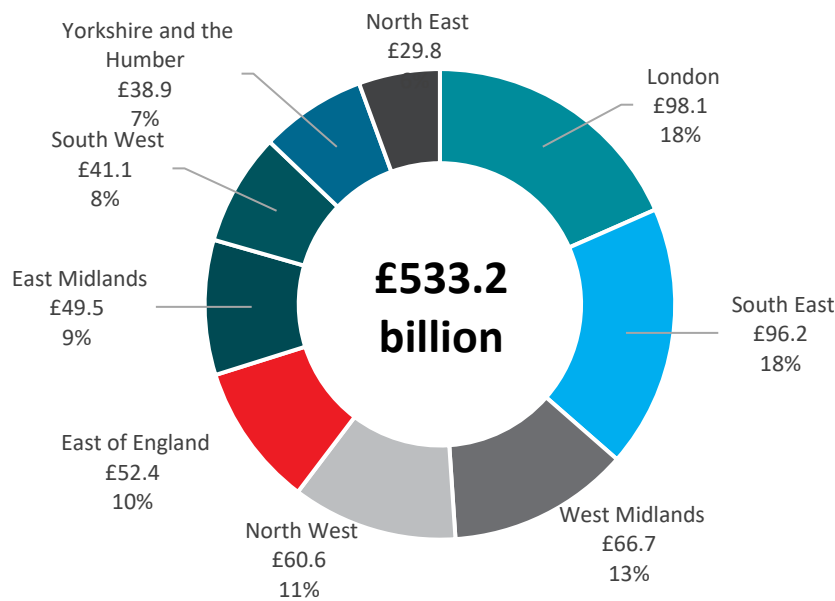 North East
£29.8
London
£98.1
18%
South East
£96.2
18%
West Midlands
£66.7
13%
North West
£60.6
11%
East of England
£52.4
10%
East Midlands
£49.5
9%
South West
£41.1
8%
Yorkshire and the
Humber
£38.9
7%
£533.2
billion